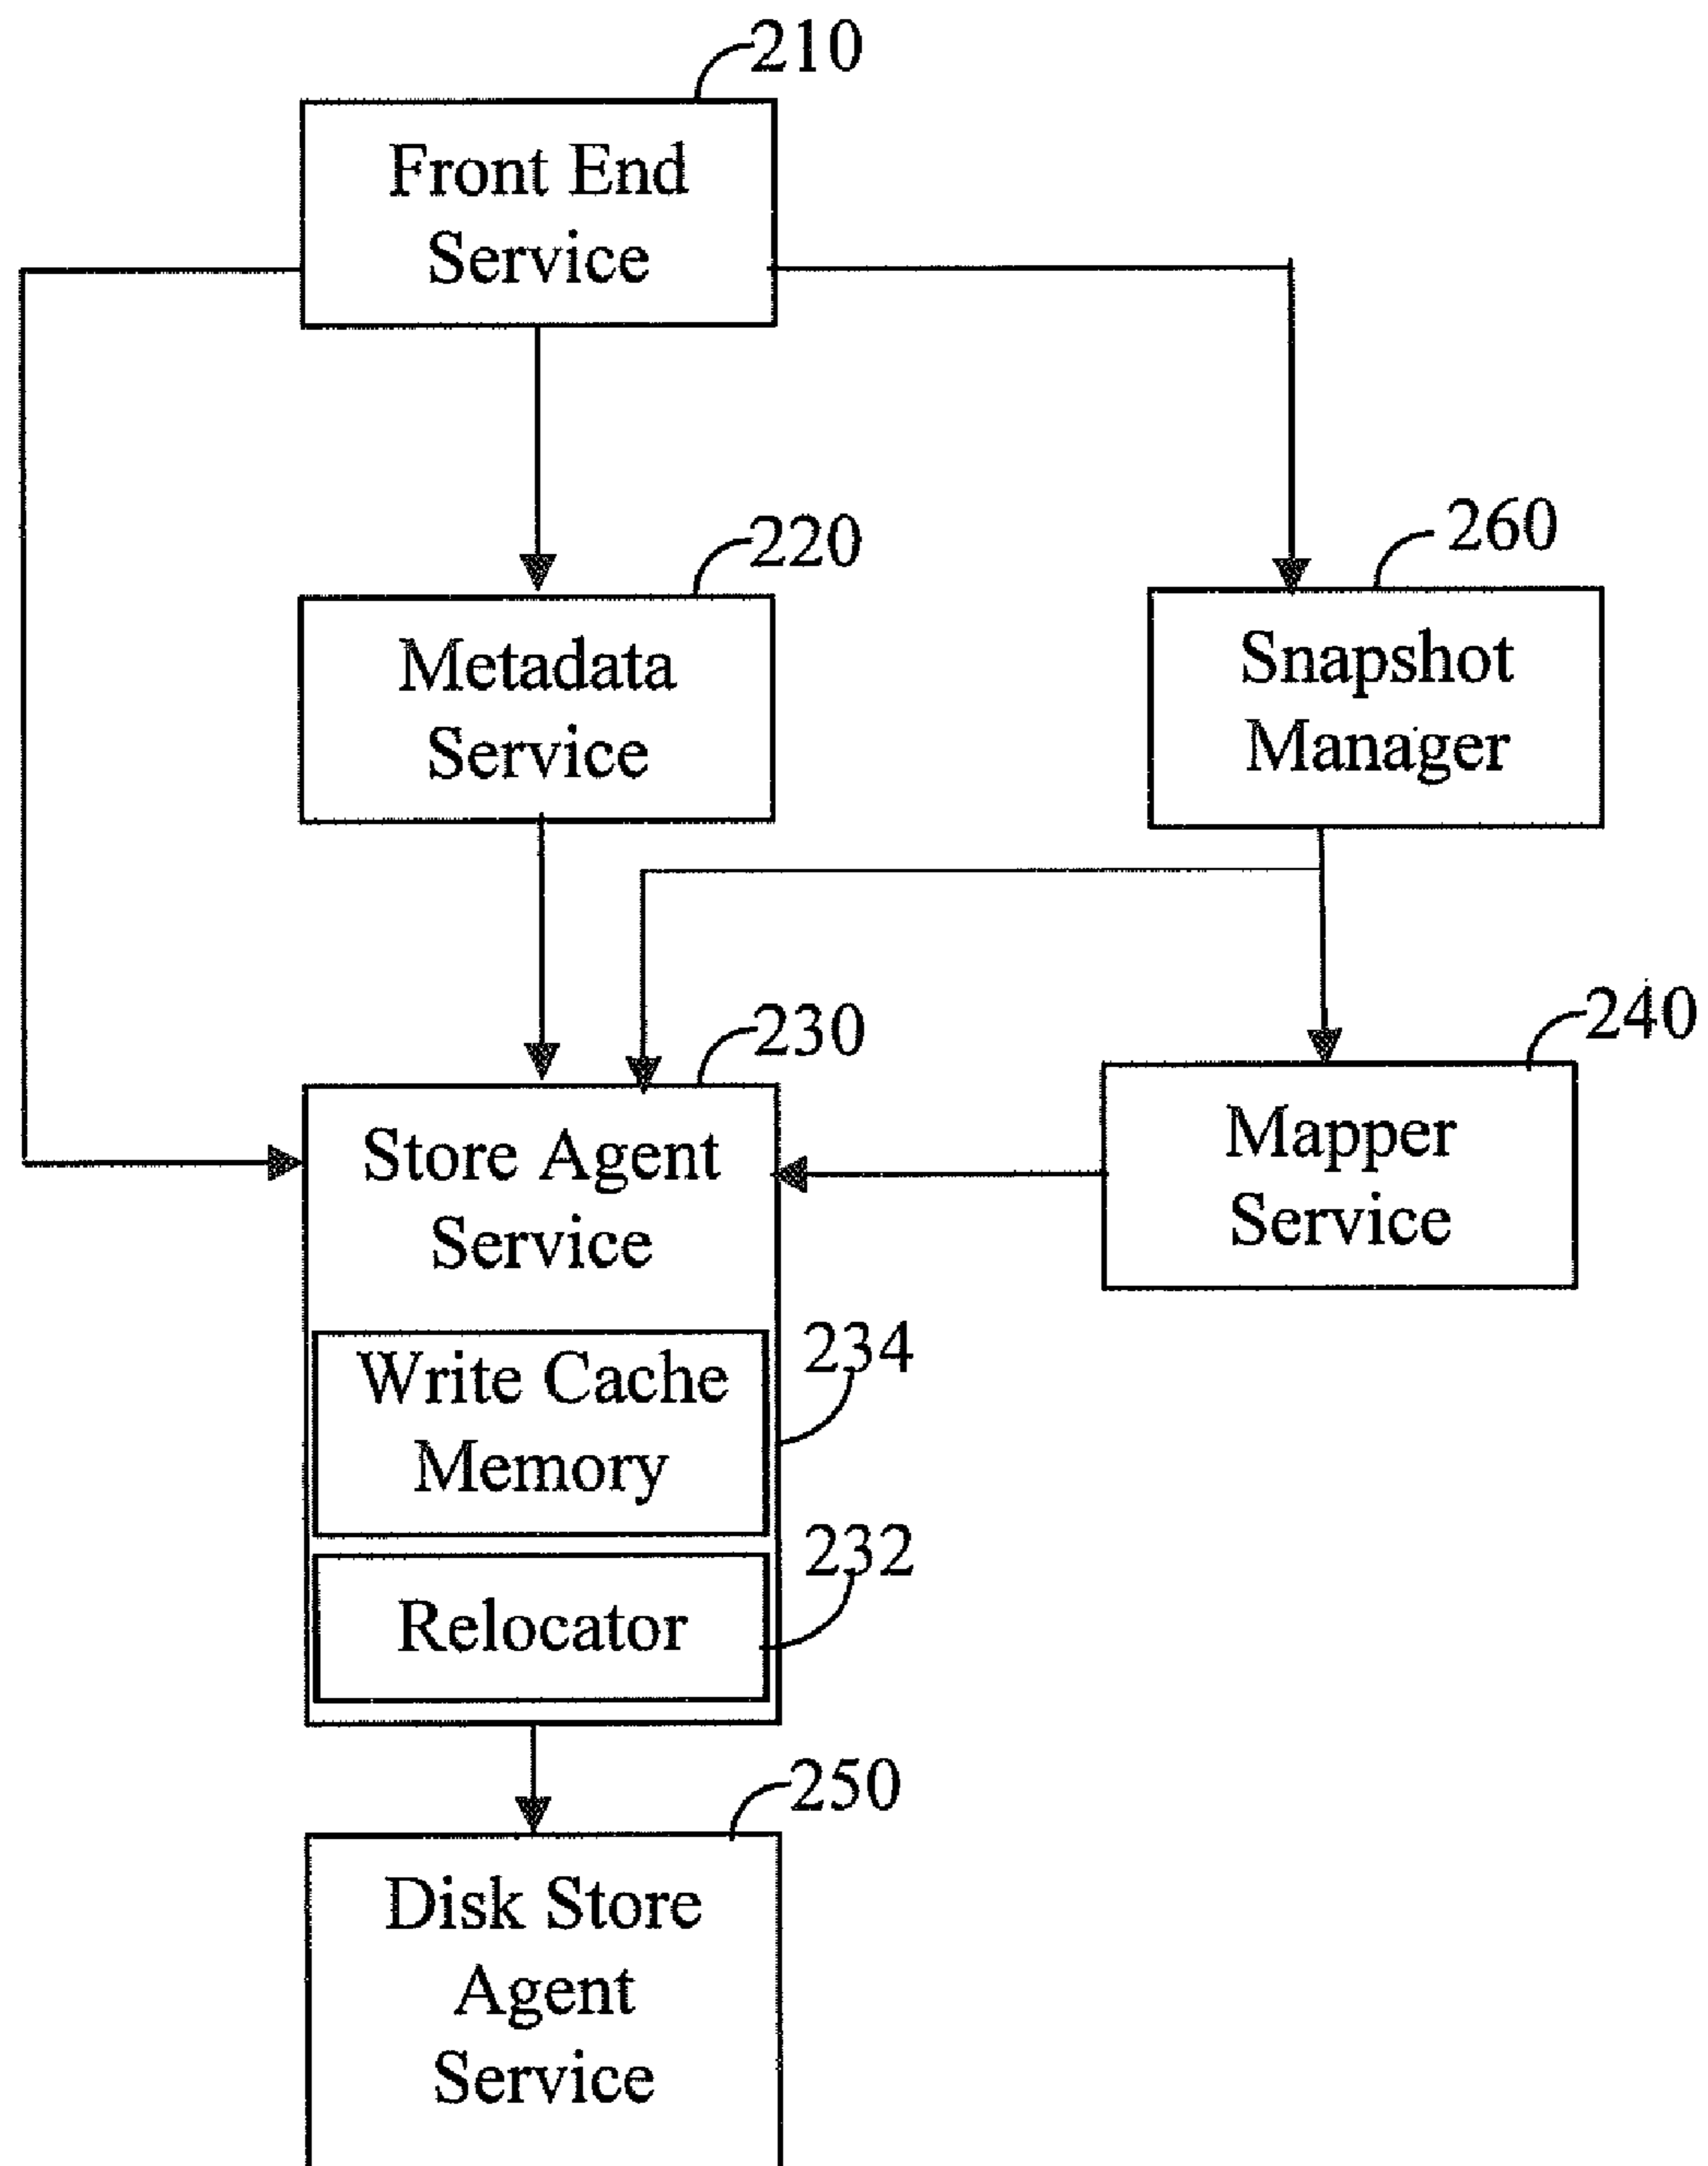 210
Front End
Service
220
Metadata
Service
260
Snapshot
Manager
230
Store Agent
Service
240
Mapper
Service
234
Write Cache
Memory
232
Relocator
250
Disk Store
Agent
Service